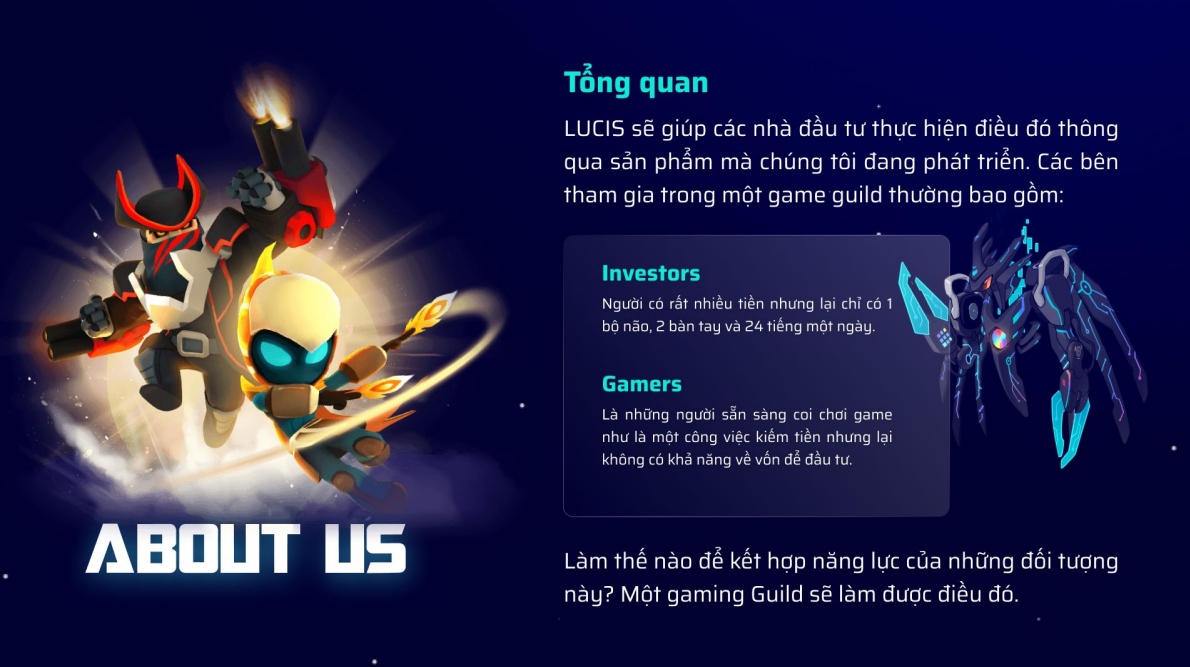 Tổng quan
LUCIS sẽ giúp các nhà đầu tư thực hiện điều đó thông
qua sản phẩm mà chúng tôi đang phát triển. Các bên
tham gia trong một game guild thường bao gồm:
Investors
Người có rất nhiều tiền nhưng lại chỉ có 1
bộ não, 2 bàn tay và 24 tiếng một ngày.
Gamers
Là những người sẵn sàng coi chơi game
như là một công việc kiếm tiền nhưng lại
không có khả năng về vốn để đầu tư.
Làm thế nào để kết hợp năng lực của những đối tượng
này? Một gaming Guild sẽ làm được điều đó.
ABOUT US